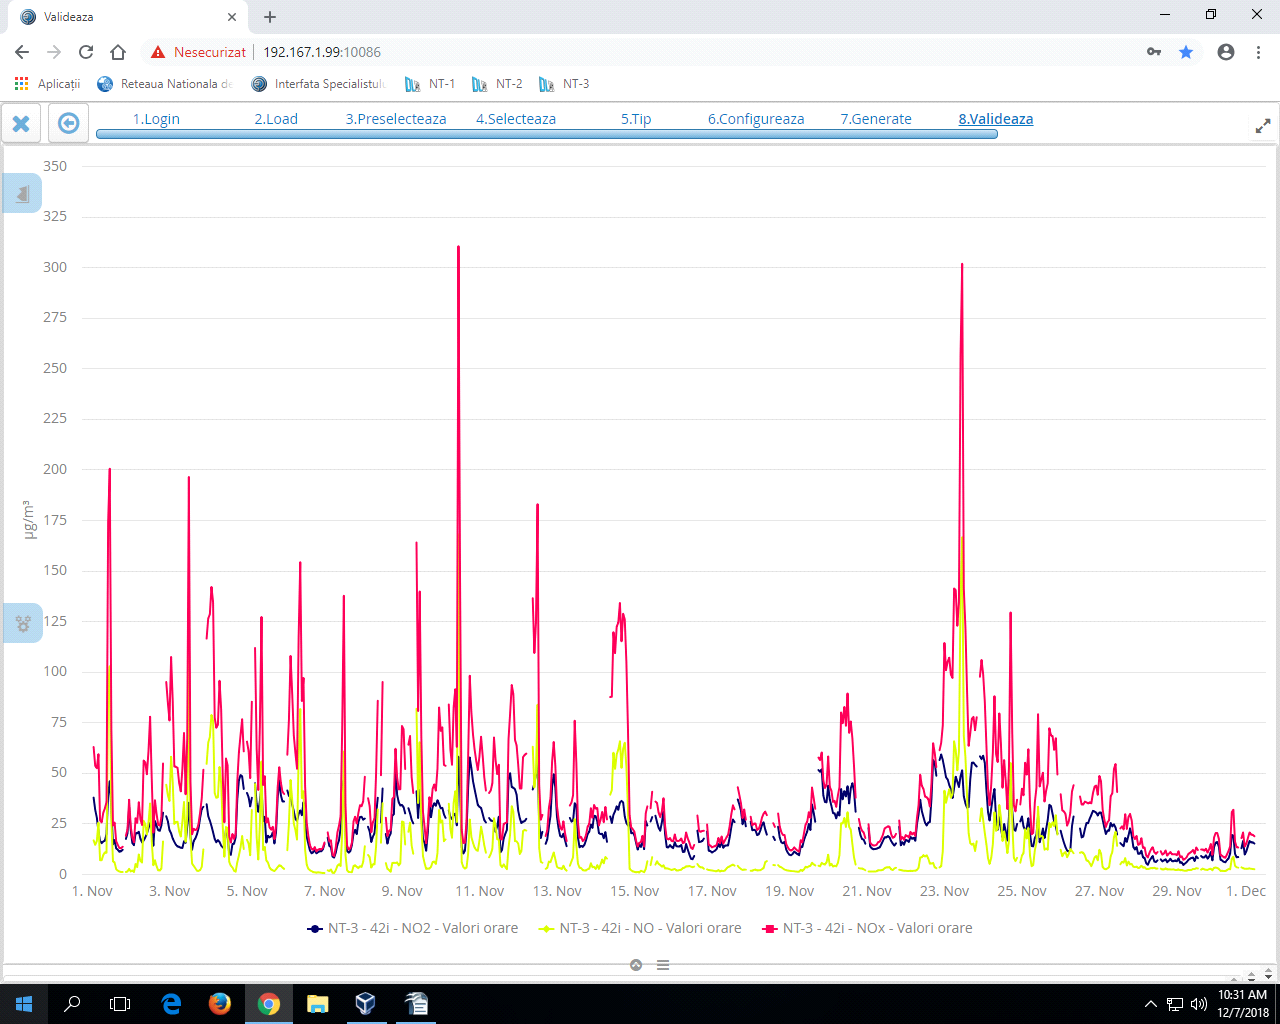 Valideaza
Nesecurizat 192.167.1.99:10086
Aplicații Reteaua Nationala de Interfata Specialistulu NT-1 NT-2 NT-3
1.Login 2.Load 3.Preselecteaza 4.Selecteaza 5.Tip 6.Configureaza 7.Generate 8.Valideaza
350
325
300
275
250
225
200
175
150
125
100
75
50
25
0
µg/m³
1. Nov 3. Nov 5. Nov 7. Nov 9. Nov 11. Nov 13. Nov 15. Nov 17. Nov 19. Nov 21. Nov 23. Nov 25. Nov 27. Nov 29. Nov 1. Dec
NT-3 - 42i - NO2 - Valori orare NT-3 - 42i - NO - Valori orare NT-3 - 42i - NOx - Valori orare
10:31 AM
12/7/2018